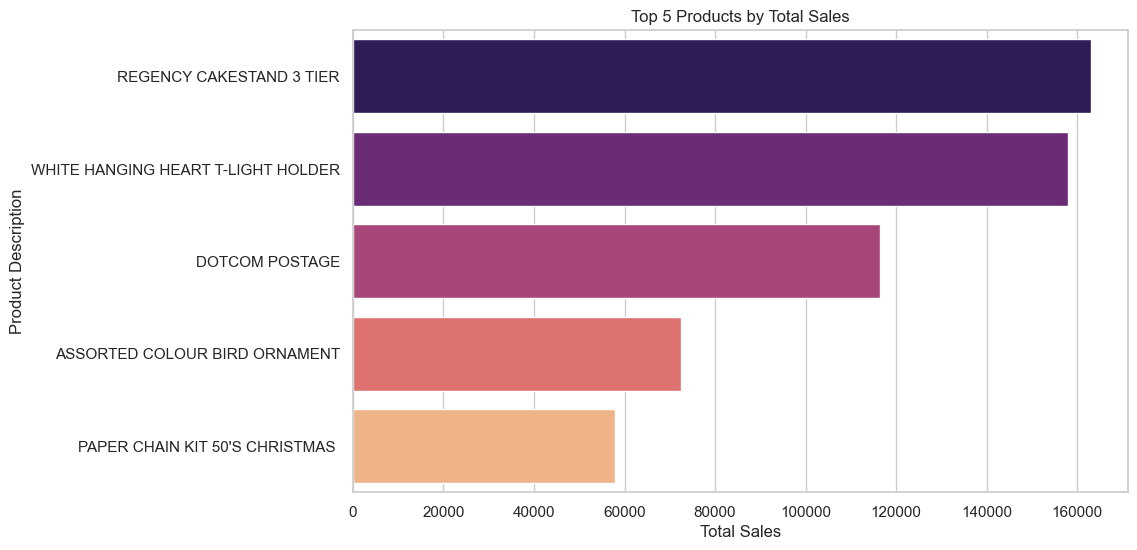 Top 5 Products by Total Sales
Product Description
REGENCY CAKESTAND 3 TIER
WHITE HANGING HEART T-LIGHT HOLDER
DOTCOM POSTAGE
ASSORTED COLOUR BIRD ORNAMENT
PAPER CHAIN KIT 50'S CHRISTMAS
0 20000 40000 60000 80000 100000 120000 140000 160000
Total Sales